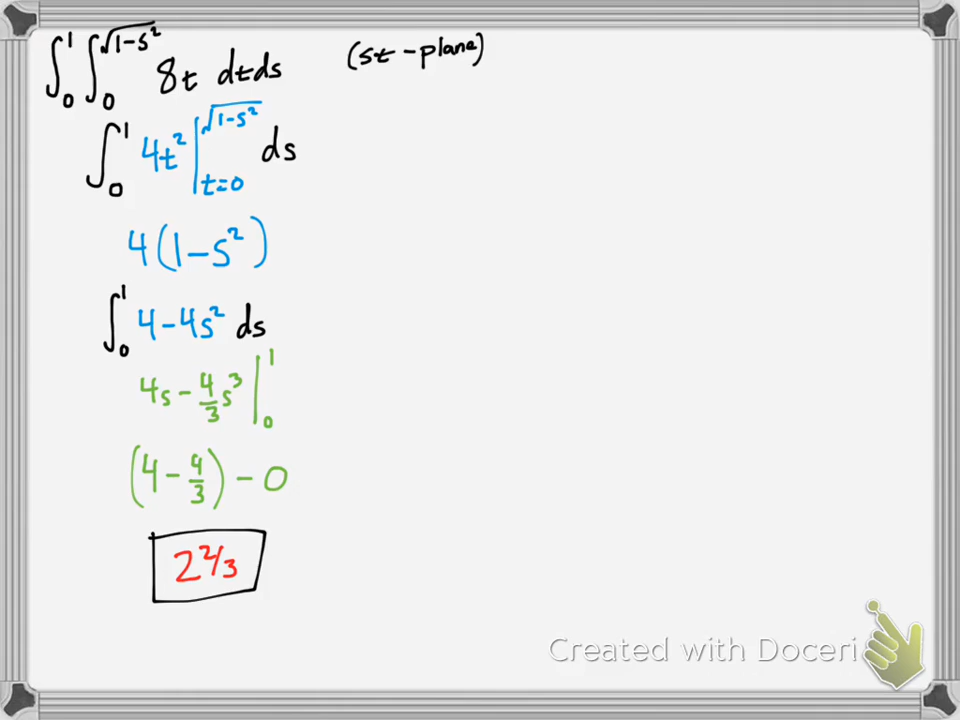 ∫₀¹ ∫₀^√(1-s²) 8t dt ds (st-plane)
∫₀¹ 4t² |_{t=0}^{√(1-s²)} ds
4(1-s²)
∫₀¹ 4-4s² ds
4s - 4/3 s³ |₀¹
(4 - 4/3) - 0
2 2/3
Created with Doceri